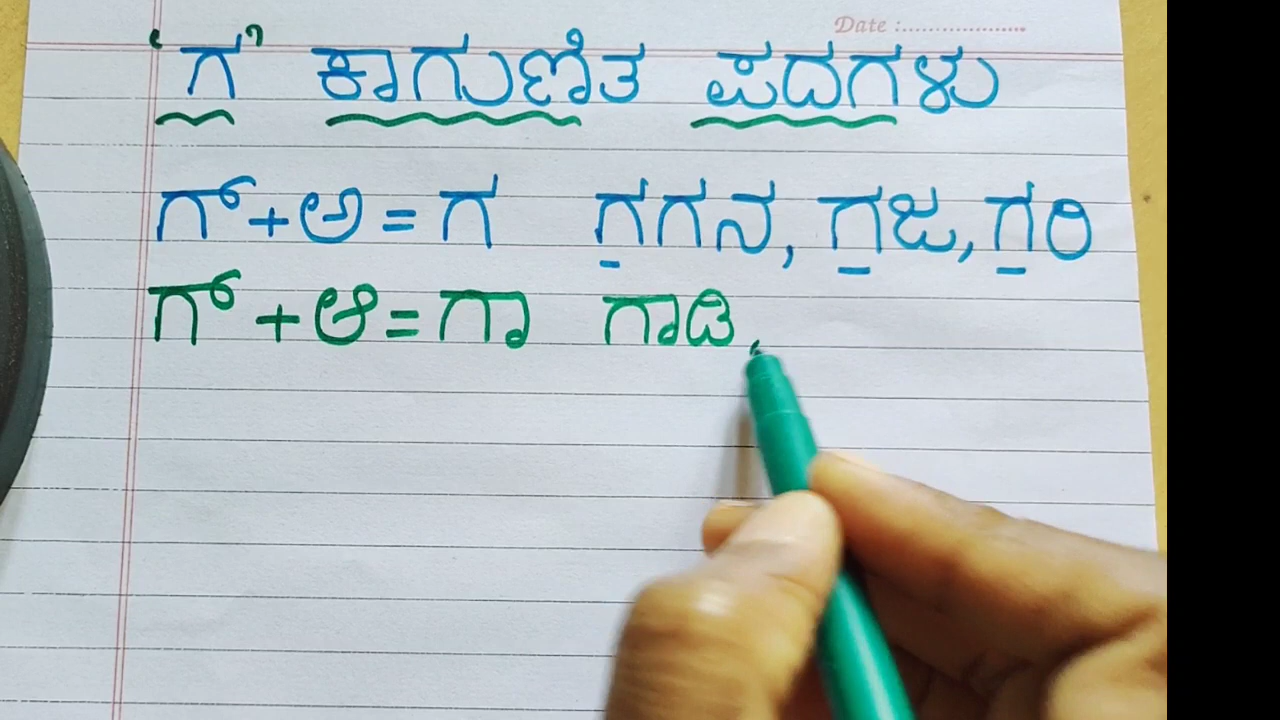 Date :....................
'ಗ' ಕಾಗುಣಿತ ಪದಗಳು
ಗ್ + ಅ = ಗ ಗಗನ, ಗಜ, ಗರಿ
ಗ್ + ಆ = ಗಾ ಗಾಡಿ,